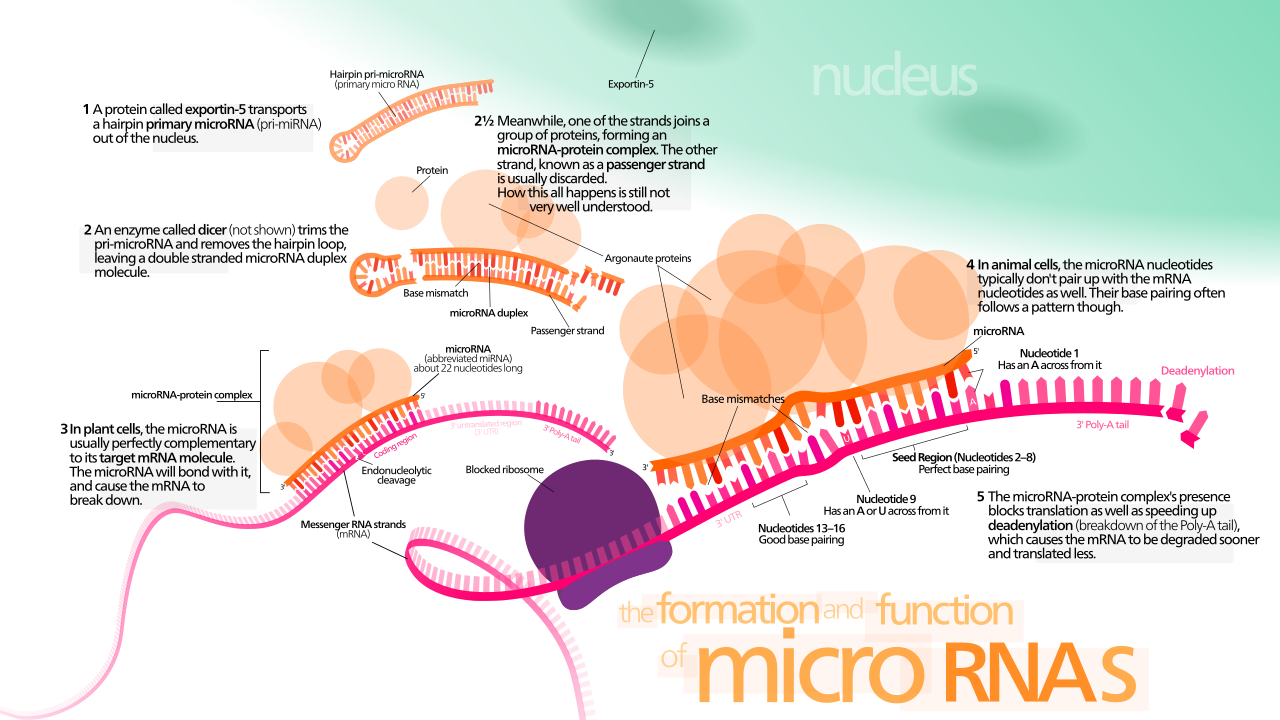 nucleus
Exportin-5
Hairpin pri-microRNA
(primary micro RNA)
1 A protein called exportin-5 transports
a hairpin primary microRNA (pri-miRNA)
out of the nucleus.
2½ Meanwhile, one of the strands joins a
group of proteins, forming an
microRNA-protein complex. The other
strand, known as a passenger strand
is usually discarded.
How this all happens is still not
very well understood.
Protein
2 An enzyme called dicer (not shown) trims the
pri-microRNA and removes the hairpin loop,
leaving a double stranded microRNA duplex
molecule.
Argonaute proteins
Base mismatch
microRNA duplex
Passenger strand
4 In animal cells, the microRNA nucleotides
typically don't pair up with the mRNA
nucleotides as well. Their base pairing often
follows a pattern though.
microRNA
5'
Nucleotide 1
Has an A across from it
Deadenylation
A
3' Poly-A tail
microRNA
(abbreviated miRNA)
about 22 nucleotides long
5'
microRNA-protein complex
Base mismatches
U
3 In plant cells, the microRNA is
usually perfectly complementary
to its target mRNA molecule.
The microRNA will bond with it,
and cause the mRNA to
break down.
3' untranslated region
(3' UTR)
3' Poly-A tail
3'
Coding region
Endonucleolytic
cleavage
3'
Blocked ribosome
3'
Seed Region (Nucleotides 2–8)
Perfect base pairing
Messenger RNA strands
(mRNA)
3' UTR
Nucleotides 13–16
Good base pairing
Nucleotide 9
Has an A or U across from it
5 The microRNA-protein complex's presence
blocks translation as well as speeding up
deadenylation (breakdown of the Poly-A tail),
which causes the mRNA to be degraded sooner
and translated less.
the formation and function
of micro RNAs